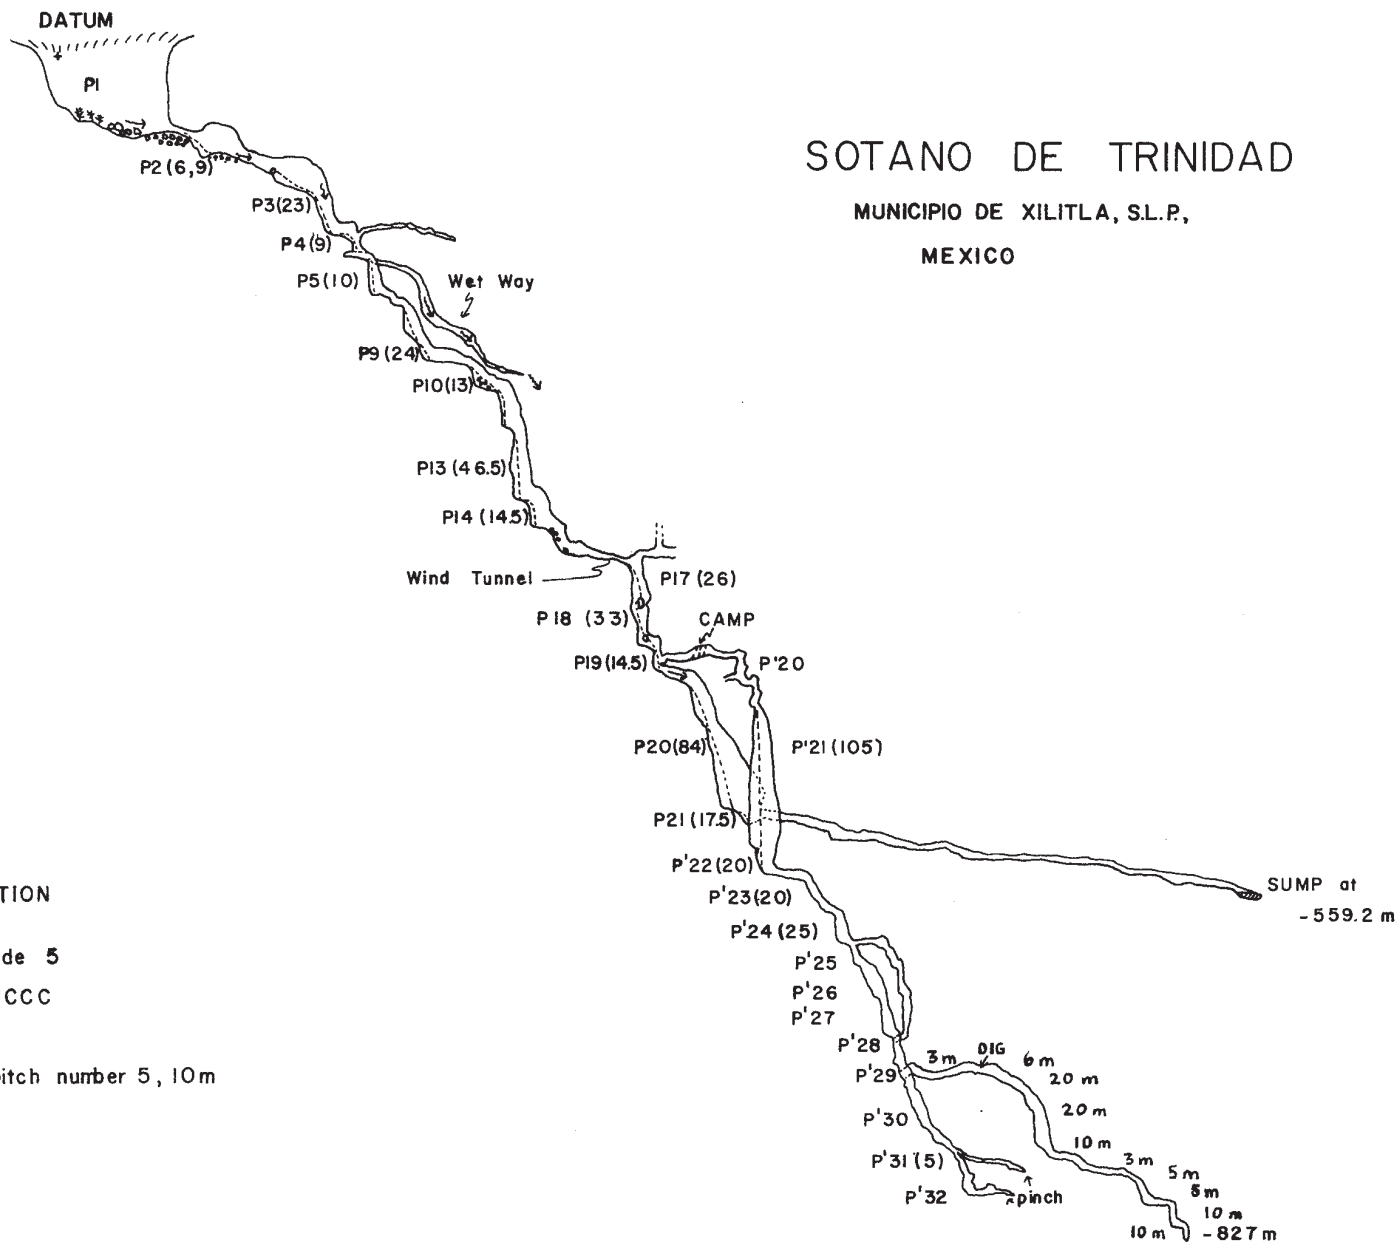 DATUM
P1
P2 (6,9)
P3(23)
P4(9)
P5(10)
Wet Way
P9 (24)
P10(13)
P13 (46.5)
P14 (14.5)
Wind Tunnel
P17 (26)
P18 (33)
CAMP
P19(14.5)
P'20
P20(84)
P'21(105)
P21(17.5)
P'22(20)
P'23(20)
P'24 (25)
P'25
P'26
P'27
P'28
P'29
P'30
P'31(5)
P'32
pinch
3m
DIG
6m
20 m
20 m
10 m
3m
5m
5m
10 m
10 m
-827m
SUMP at
-559.2 m
SOTANO DE TRINIDAD
MUNICIPIO DE XILITLA, S.L.P.,
MEXICO
TION
de 5
CCC
itch number 5, 10m